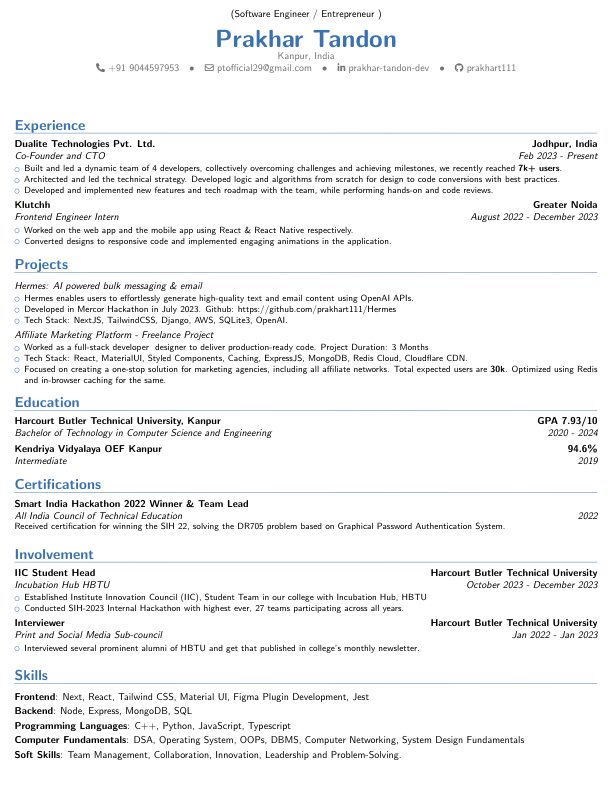 (Software Engineer / Entrepreneur )
Prakhar Tandon
Kanpur, India
+91 9044597953 • ptofficial29@gmail.com • prakhar-tandon-dev • prakhart111
Experience
Dualite Technologies Pvt. Ltd. Jodhpur, India
Co-Founder and CTO Feb 2023 - Present
○ Built and led a dynamic team of 4 developers, collectively overcoming challenges and achieving milestones, we recently reached 7k+ users.
○ Architected and led the technical strategy. Developed logic and algorithms from scratch for design to code conversions with best practices.
○ Developed and implemented new features and tech roadmap with the team, while performing hands-on and code reviews.
Klutchh Greater Noida
Frontend Engineer Intern August 2022 - December 2023
○ Worked on the web app and the mobile app using React & React Native respectively.
○ Converted designs to responsive code and implemented engaging animations in the application.
Projects
Hermes: AI powered bulk messaging & email
○ Hermes enables users to effortlessly generate high-quality text and email content using OpenAI APIs.
○ Developed in Mercor Hackathon in July 2023. Github: https://github.com/prakhart111/Hermes
○ Tech Stack: NextJS, TailwindCSS, Django, AWS, SQLite3, OpenAI.
Affiliate Marketing Platform - Freelance Project
○ Worked as a full-stack developer designer to deliver production-ready code. Project Duration: 3 Months
○ Tech Stack: React, MaterialUI, Styled Components, Caching, ExpressJS, MongoDB, Redis Cloud, Cloudflare CDN.
○ Focused on creating a one-stop solution for marketing agencies, including all affiliate networks. Total expected users are 30k. Optimized using Redis
and in-browser caching for the same.
Education
Harcourt Butler Technical University, Kanpur GPA 7.93/10
Bachelor of Technology in Computer Science and Engineering 2020 - 2024
Kendriya Vidyalaya OEF Kanpur 94.6%
Intermediate 2019
Certifications
Smart India Hackathon 2022 Winner & Team Lead
All India Council of Technical Education 2022
Received certification for winning the SIH 22, solving the DR705 problem based on Graphical Password Authentication System.
Involvement
IIC Student Head Harcourt Butler Technical University
Incubation Hub HBTU October 2023 - December 2023
○ Established Institute Innovation Council (IIC), Student Team in our college with Incubation Hub, HBTU
○ Conducted SIH-2023 Internal Hackathon with highest ever, 27 teams participating across all years.
Interviewer Harcourt Butler Technical University
Print and Social Media Sub-council Jan 2022 - Jan 2023
○ Interviewed several prominent alumni of HBTU and get that published in college's monthly newsletter.
Skills
Frontend: Next, React, Tailwind CSS, Material UI, Figma Plugin Development, Jest
Backend: Node, Express, MongoDB, SQL
Programming Languages: C++, Python, JavaScript, Typescript
Computer Fundamentals: DSA, Operating System, OOPs, DBMS, Computer Networking, System Design Fundamentals
Soft Skills: Team Management, Collaboration, Innovation, Leadership and Problem-Solving.